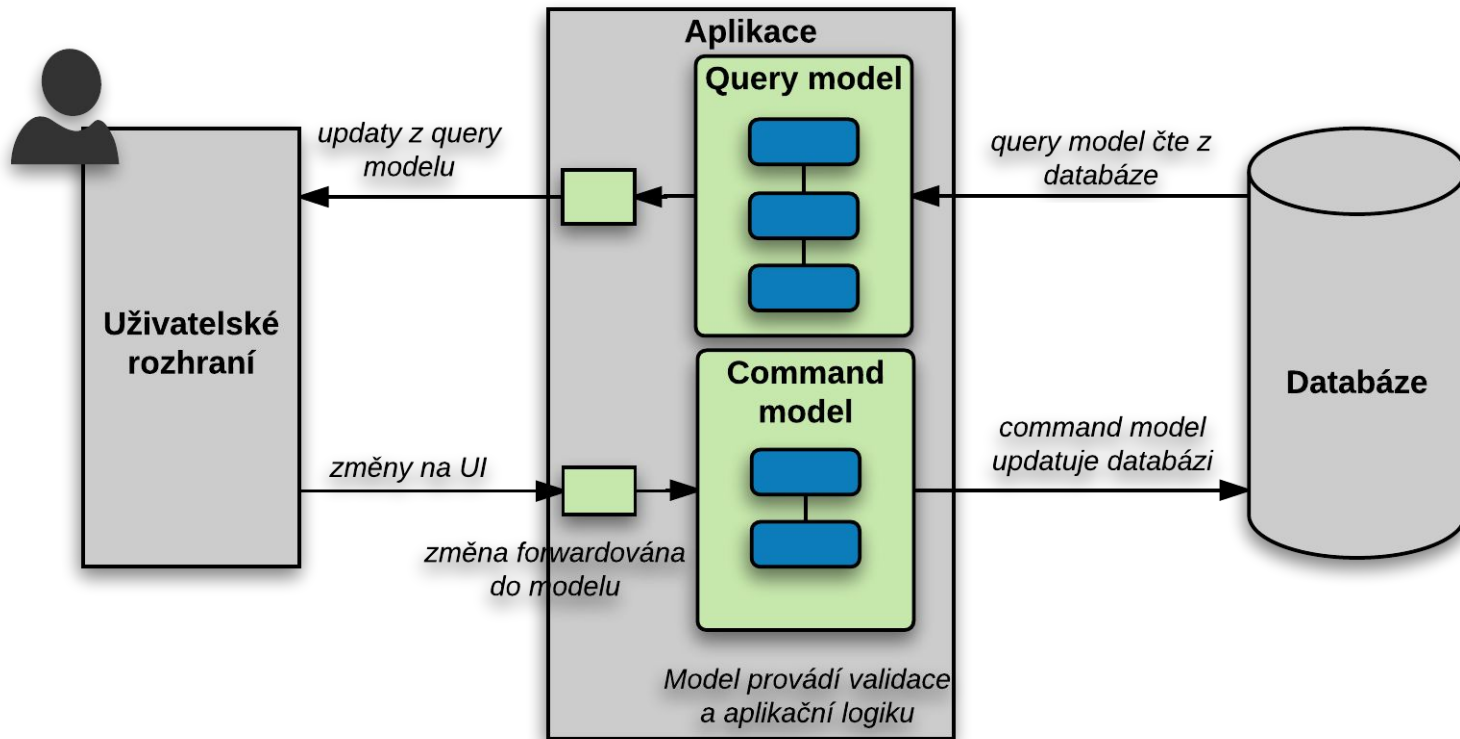 Aplikace
Query model
updaty z query
modelu
query model čte z
databáze
Uživatelské
rozhraní
Command
model
Databáze
změny na UI
command model
updatuje databázi
změna forwardována
do modelu
Model provádí validace
a aplikační logiku